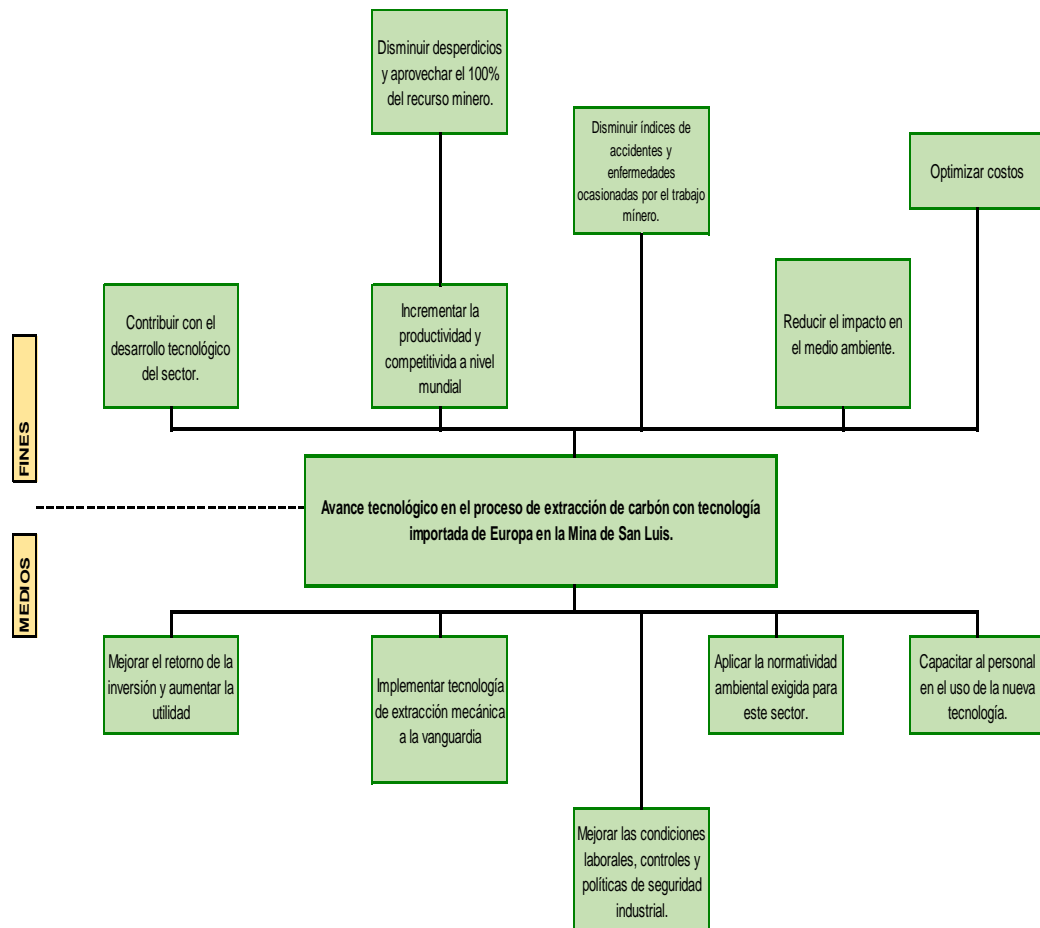 Disminuir desperdicios
y aprovechar el 100%
del recurso minero.
Disminuir índices de
accidentes y
enfermedades
ocasionadas por el trabajo
mínero.
Optimizar costos
Contribuir con el
desarrollo tecnológico
del sector.
Incrementar la
productividad y
competitivida a nivel
mundial
Reducir el impacto en
el medio ambiente.
FINES
Avance tecnológico en el proceso de extracción de carbón con tecnología
importada de Europa en la Mina de San Luis.
MEDIOS
Mejorar el retorno de la
inversión y aumentar la
utilidad
Implementar tecnología
de extracción mecánica
a la vanguardia
Aplicar la normatividad
ambiental exigida para
este sector.
Capacitar al personal
en el uso de la nueva
tecnología.
Mejorar las condiciones
laborales, controles y
políticas de seguridad
industrial.